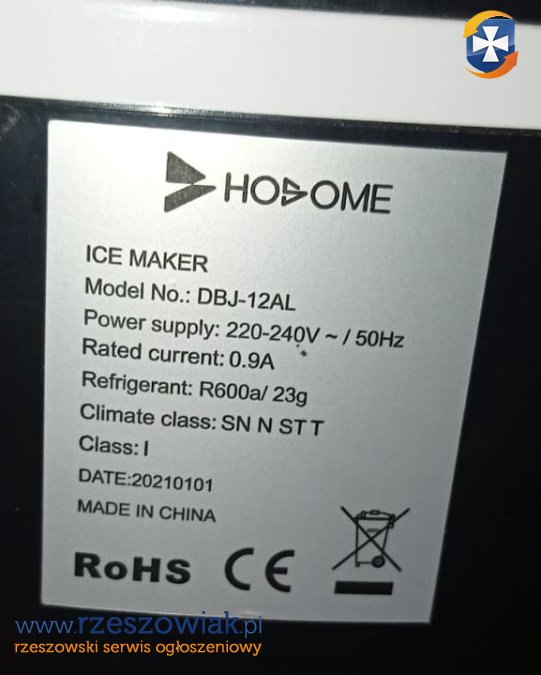 HOSOME
ICE MAKER
Model No.: DBJ-12AL
Power supply: 220-240V ~ / 50Hz
Rated current: 0.9A
Refrigerant: R600a/ 23g
Climate class: SN N ST T
Class: I
DATE:20210101
MADE IN CHINA
RoHS CE
www.rzeszowiak.pl
rzeszowski serwis ogłoszeniowy